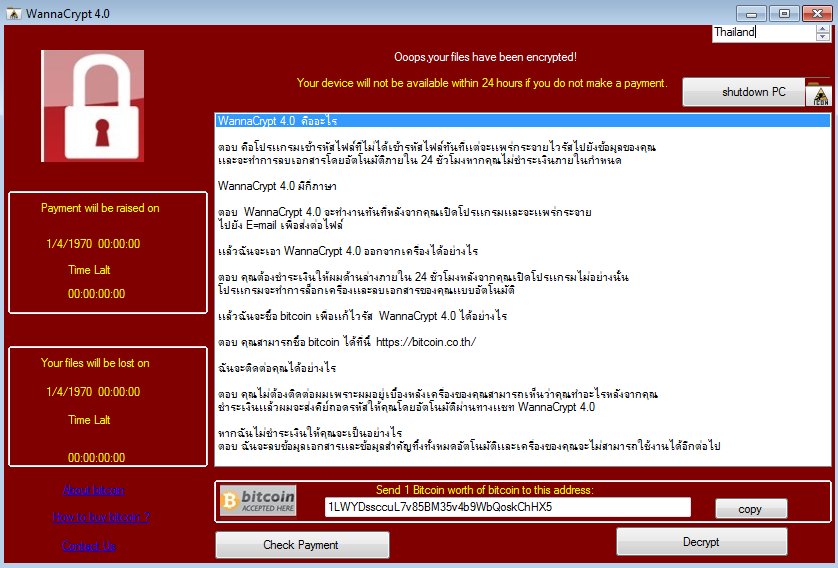 WannaCrypt 4.0
Thailand
Ooops,your files have been encrypted!
Your device will not be available within 24 hours if you do not make a payment.
shutdown PC
ICON
WannaCrypt 4.0 คืออะไร
ตอบ คือโปรแกรมเข้ารหัสไฟล์ที่ไม่ได้เข้ารหัสไฟล์ทันทีแต่จะแพร่กระจายไวรัสไปยังข้อมูลของคุณ
และจะทำการลบเอกสารโดยอัตโนมัติภายใน 24 ชั่วโมงหากคุณไม่ชำระเงินภายในกำหนด
WannaCrypt 4.0 มีกี่ภาษา
ตอบ WannaCrypt 4.0 จะทำงานทันทีหลังจากคุณเปิดโปรแกรมและจะแพร่กระจาย
ไปยัง E-mail เพื่อส่งต่อไฟล์
แล้วฉันจะเอา WannaCrypt 4.0 ออกจากเครื่องได้อย่างไร
ตอบ คุณต้องชำระเงินให้ผมด้านล่างภายใน 24 ชั่วโมงหลังจากคุณเปิดโปรแกรมไม่อย่างนั้น
โปรแกรมจะทำการล็อกเครื่องและลบเอกสารของคุณแบบอัตโนมัติ
แล้วฉันจะซื้อ bitcoin เพื่อแก้ไวรัส WannaCrypt 4.0 ได้อย่างไร
ตอบ คุณสามารถซื้อ bitcoin ได้ที่นี้ https://bitcoin.co.th/
ฉันจะติดต่อคุณได้อย่างไร
ตอบ คุณไม่ต้องติดต่อผมเพราะผมอยู่เบื้องหลังเครื่องของคุณสามารถเห็นว่าคุณทำอะไรหลังจากคุณ
ชำระเงินแล้วผมจะส่งคีย์ถอดรหัสให้คุณโดยอัตโนมัติผ่านทางแชท WannaCrypt 4.0
หากฉันไม่ชำระเงินให้คุณจะเป็นอย่างไร
ตอบ ฉันจะลบข้อมูลเอกสารและข้อมูลสำคัญทิ้งทั้งหมดอัตโนมัติและเครื่องของคุณจะไม่สามารถใช้งานได้อีกต่อไป
Payment wiil be raised on
1/4/1970 00:00:00
Time Lalt
00:00:00:00
Your files will be lost on
1/4/1970 00:00:00
Time Lalt
00:00:00:00
About bitcoin
How to buy bitcoin ?
Contact Us
bitcoin
ACCEPTED HERE
Send 1 Bitcoin worth of bitcoin to this address:
1LWYDssccuL7v85BM35v4b9WbQoskChHX5
copy
Check Payment
Decrypt